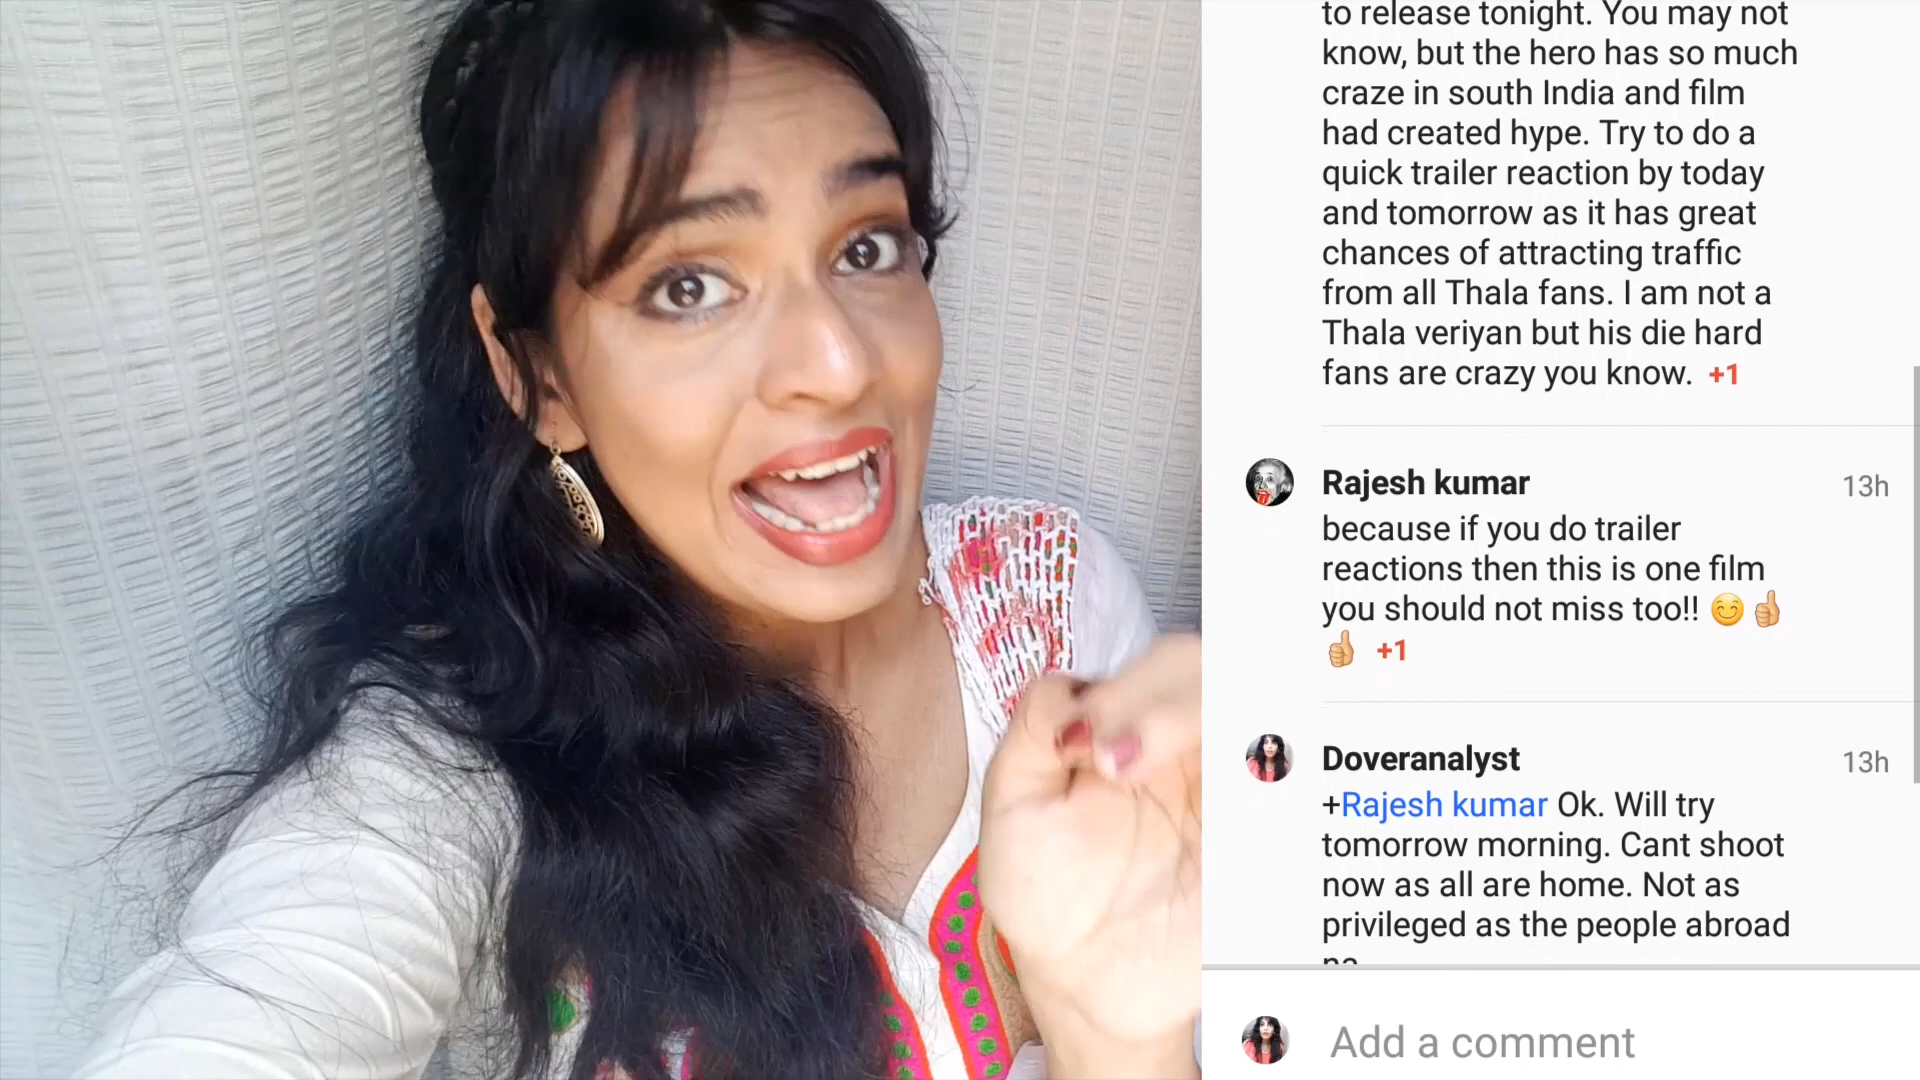 to release tonight. You may not
know, but the hero has so much
craze in south India and film
had created hype. Try to do a
quick trailer reaction by today
and tomorrow as it has great
chances of attracting traffic
from all Thala fans. I am not a
Thala veriyan but his die hard
fans are crazy you know. +1
Rajesh kumar 13h
because if you do trailer
reactions then this is one film
you should not miss too!! 😊👍
👍 +1
Doveranalyst 13h
+Rajesh kumar Ok. Will try
tomorrow morning. Cant shoot
now as all are home. Not as
privileged as the people abroad
Add a comment